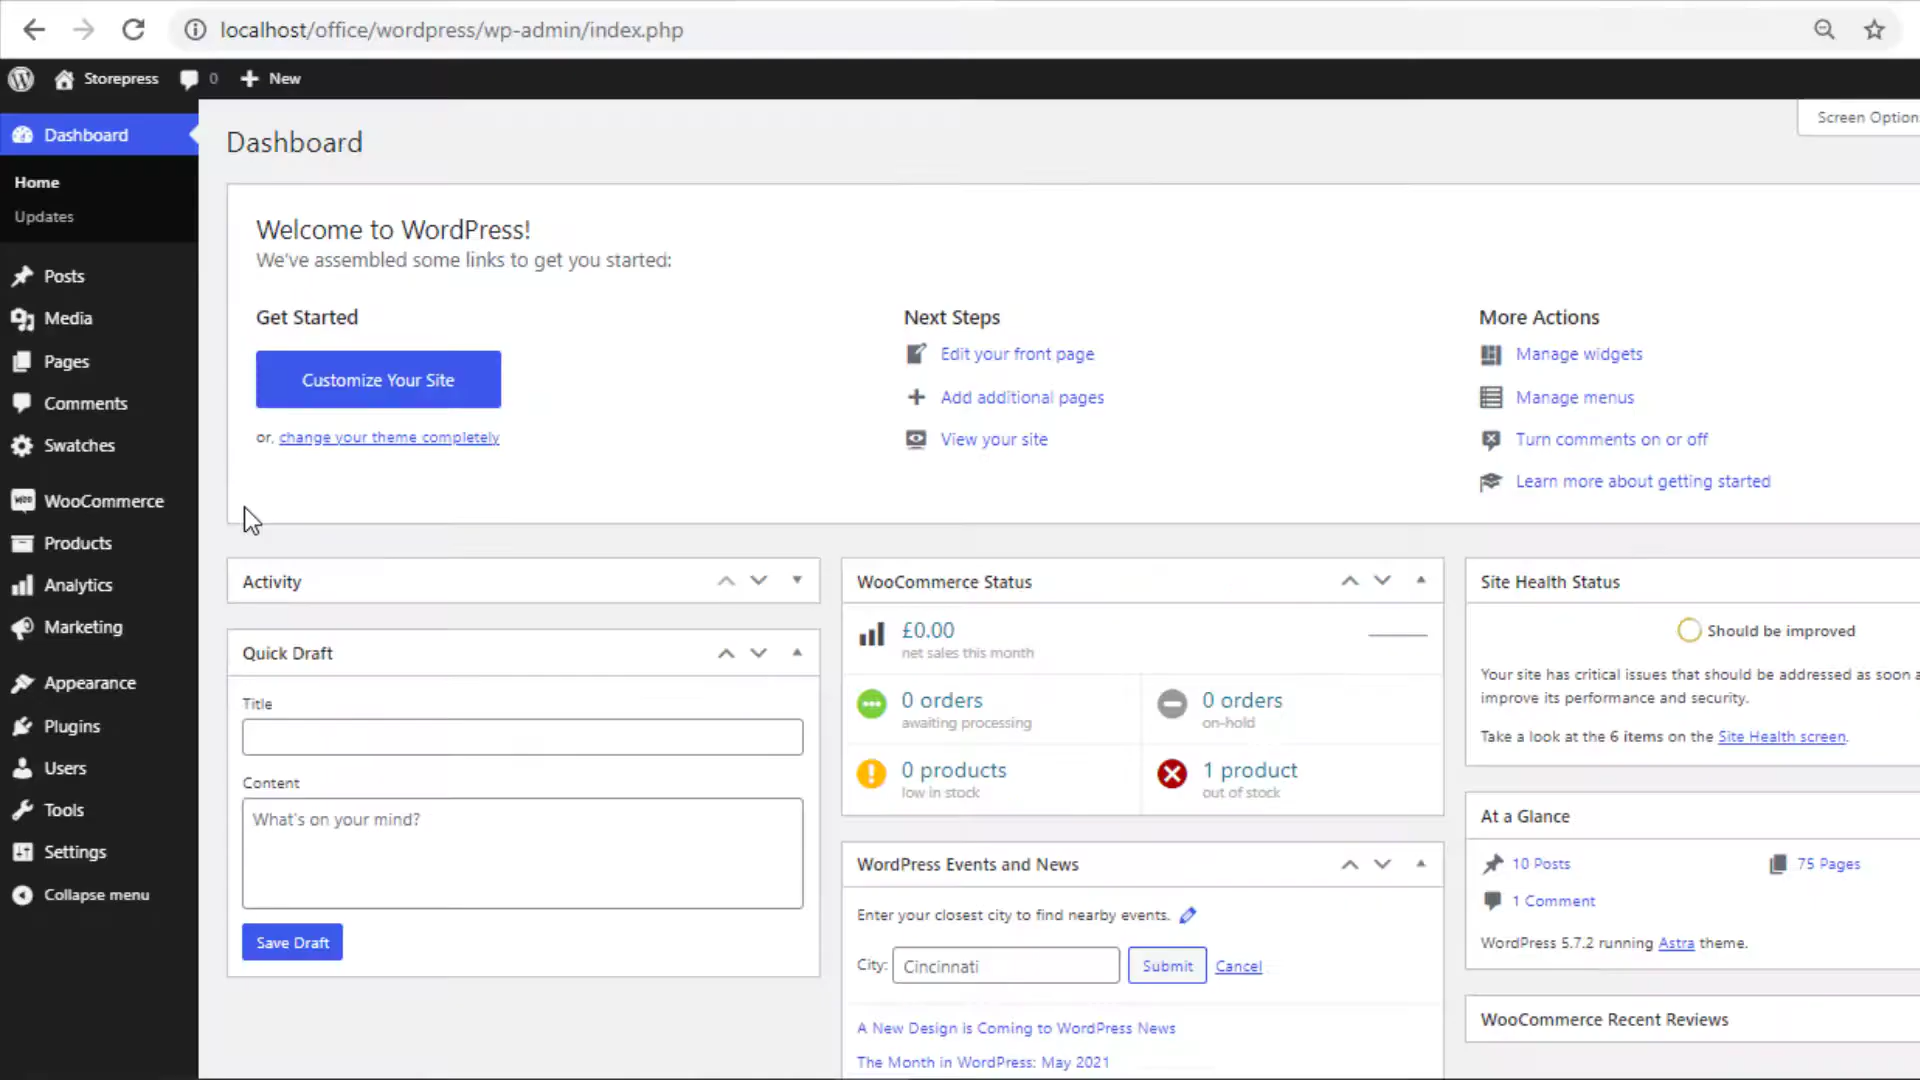 localhost/office/wordpress/wp-admin/index.php
Storepress
0
New
Screen Option
Dashboard
Home
Updates
Posts
Media
Pages
Comments
Swatches
WooCommerce
Products
Analytics
Marketing
Appearance
Plugins
Users
Tools
Settings
Collapse menu
Dashboard
Welcome to WordPress!
We've assembled some links to get you started:
Get Started
Customize Your Site
or, change your theme completely
Next Steps
Edit your front page
Add additional pages
View your site
More Actions
Manage widgets
Manage menus
Turn comments on or off
Learn more about getting started
Activity
Quick Draft
Title
Content
What's on your mind?
Save Draft
WooCommerce Status
£0.00
net sales this month
0 orders
awaiting processing
0 orders
on-hold
0 products
low in stock
1 product
out of stock
WordPress Events and News
Enter your closest city to find nearby events.
City: Cincinnati Submit Cancel
A New Design is Coming to WordPress News
The Month in WordPress: May 2021
Site Health Status
Should be improved
Your site has critical issues that should be addressed as soon a
improve its performance and security.
Take a look at the 6 items on the Site Health screen.
At a Glance
10 Posts
75 Pages
1 Comment
WordPress 5.7.2 running Astra theme.
WooCommerce Recent Reviews